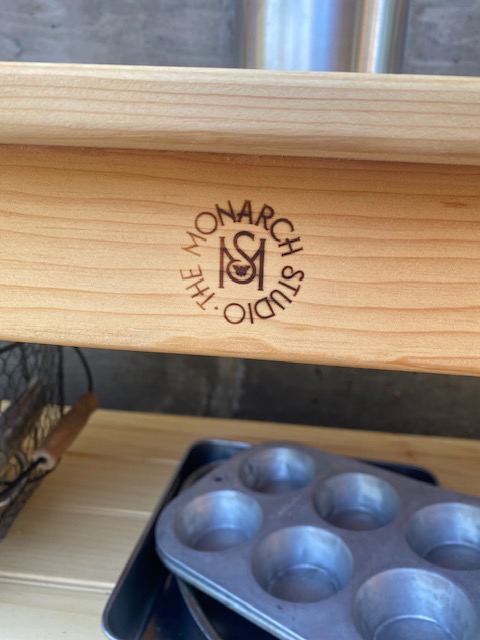 THE MONARCH STUDIO ·
MS